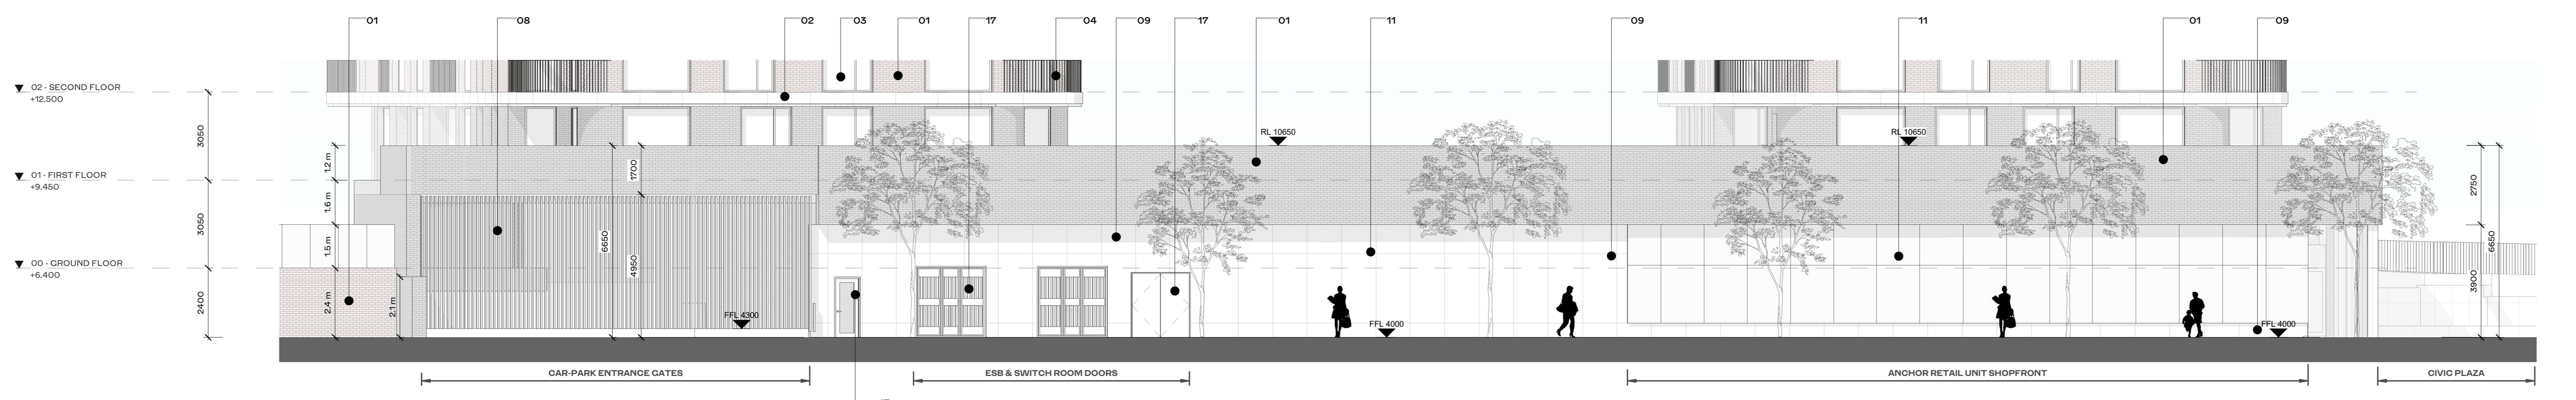 01
08
02
03
01
17
04
09
17
01
11
09
11
01
09
02 - SECOND FLOOR
+12.500
3050
RL 10650
RL 10650
1.2 m
1700
01 - FIRST FLOOR
+9.450
2750
1.6 m
3050
6650
1.5 m
4950
6650
00 - GROUND FLOOR
+6.400
3900
2400
2.4 m
2.1 m
FFL 4300
FFL 4000
FFL 4000
CAR-PARK ENTRANCE GATES
ESB & SWITCH ROOM DOORS
ANCHOR RETAIL UNIT SHOPFRONT
CIVIC PLAZA